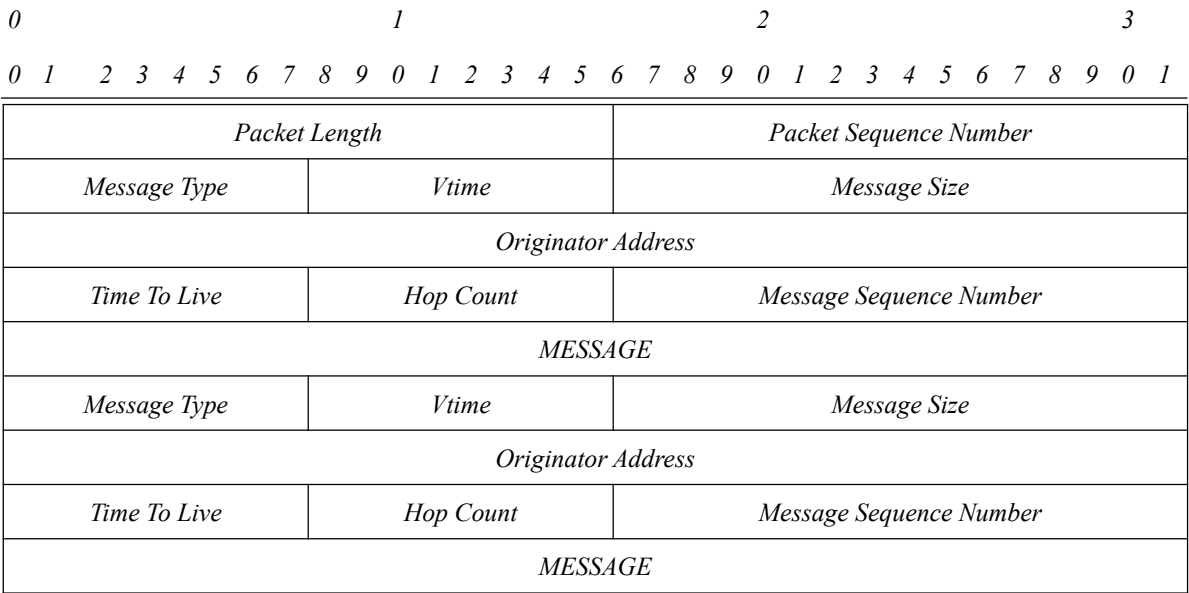 0 1 2 3
0 1 2 3 4 5 6 7 8 9 0 1 2 3 4 5 6 7 8 9 0 1 2 3 4 5 6 7 8 9 0 1
Packet Length Packet Sequence Number
Message Type Vtime Message Size
Originator Address
Time To Live Hop Count Message Sequence Number
MESSAGE
Message Type Vtime Message Size
Originator Address
Time To Live Hop Count Message Sequence Number
MESSAGE